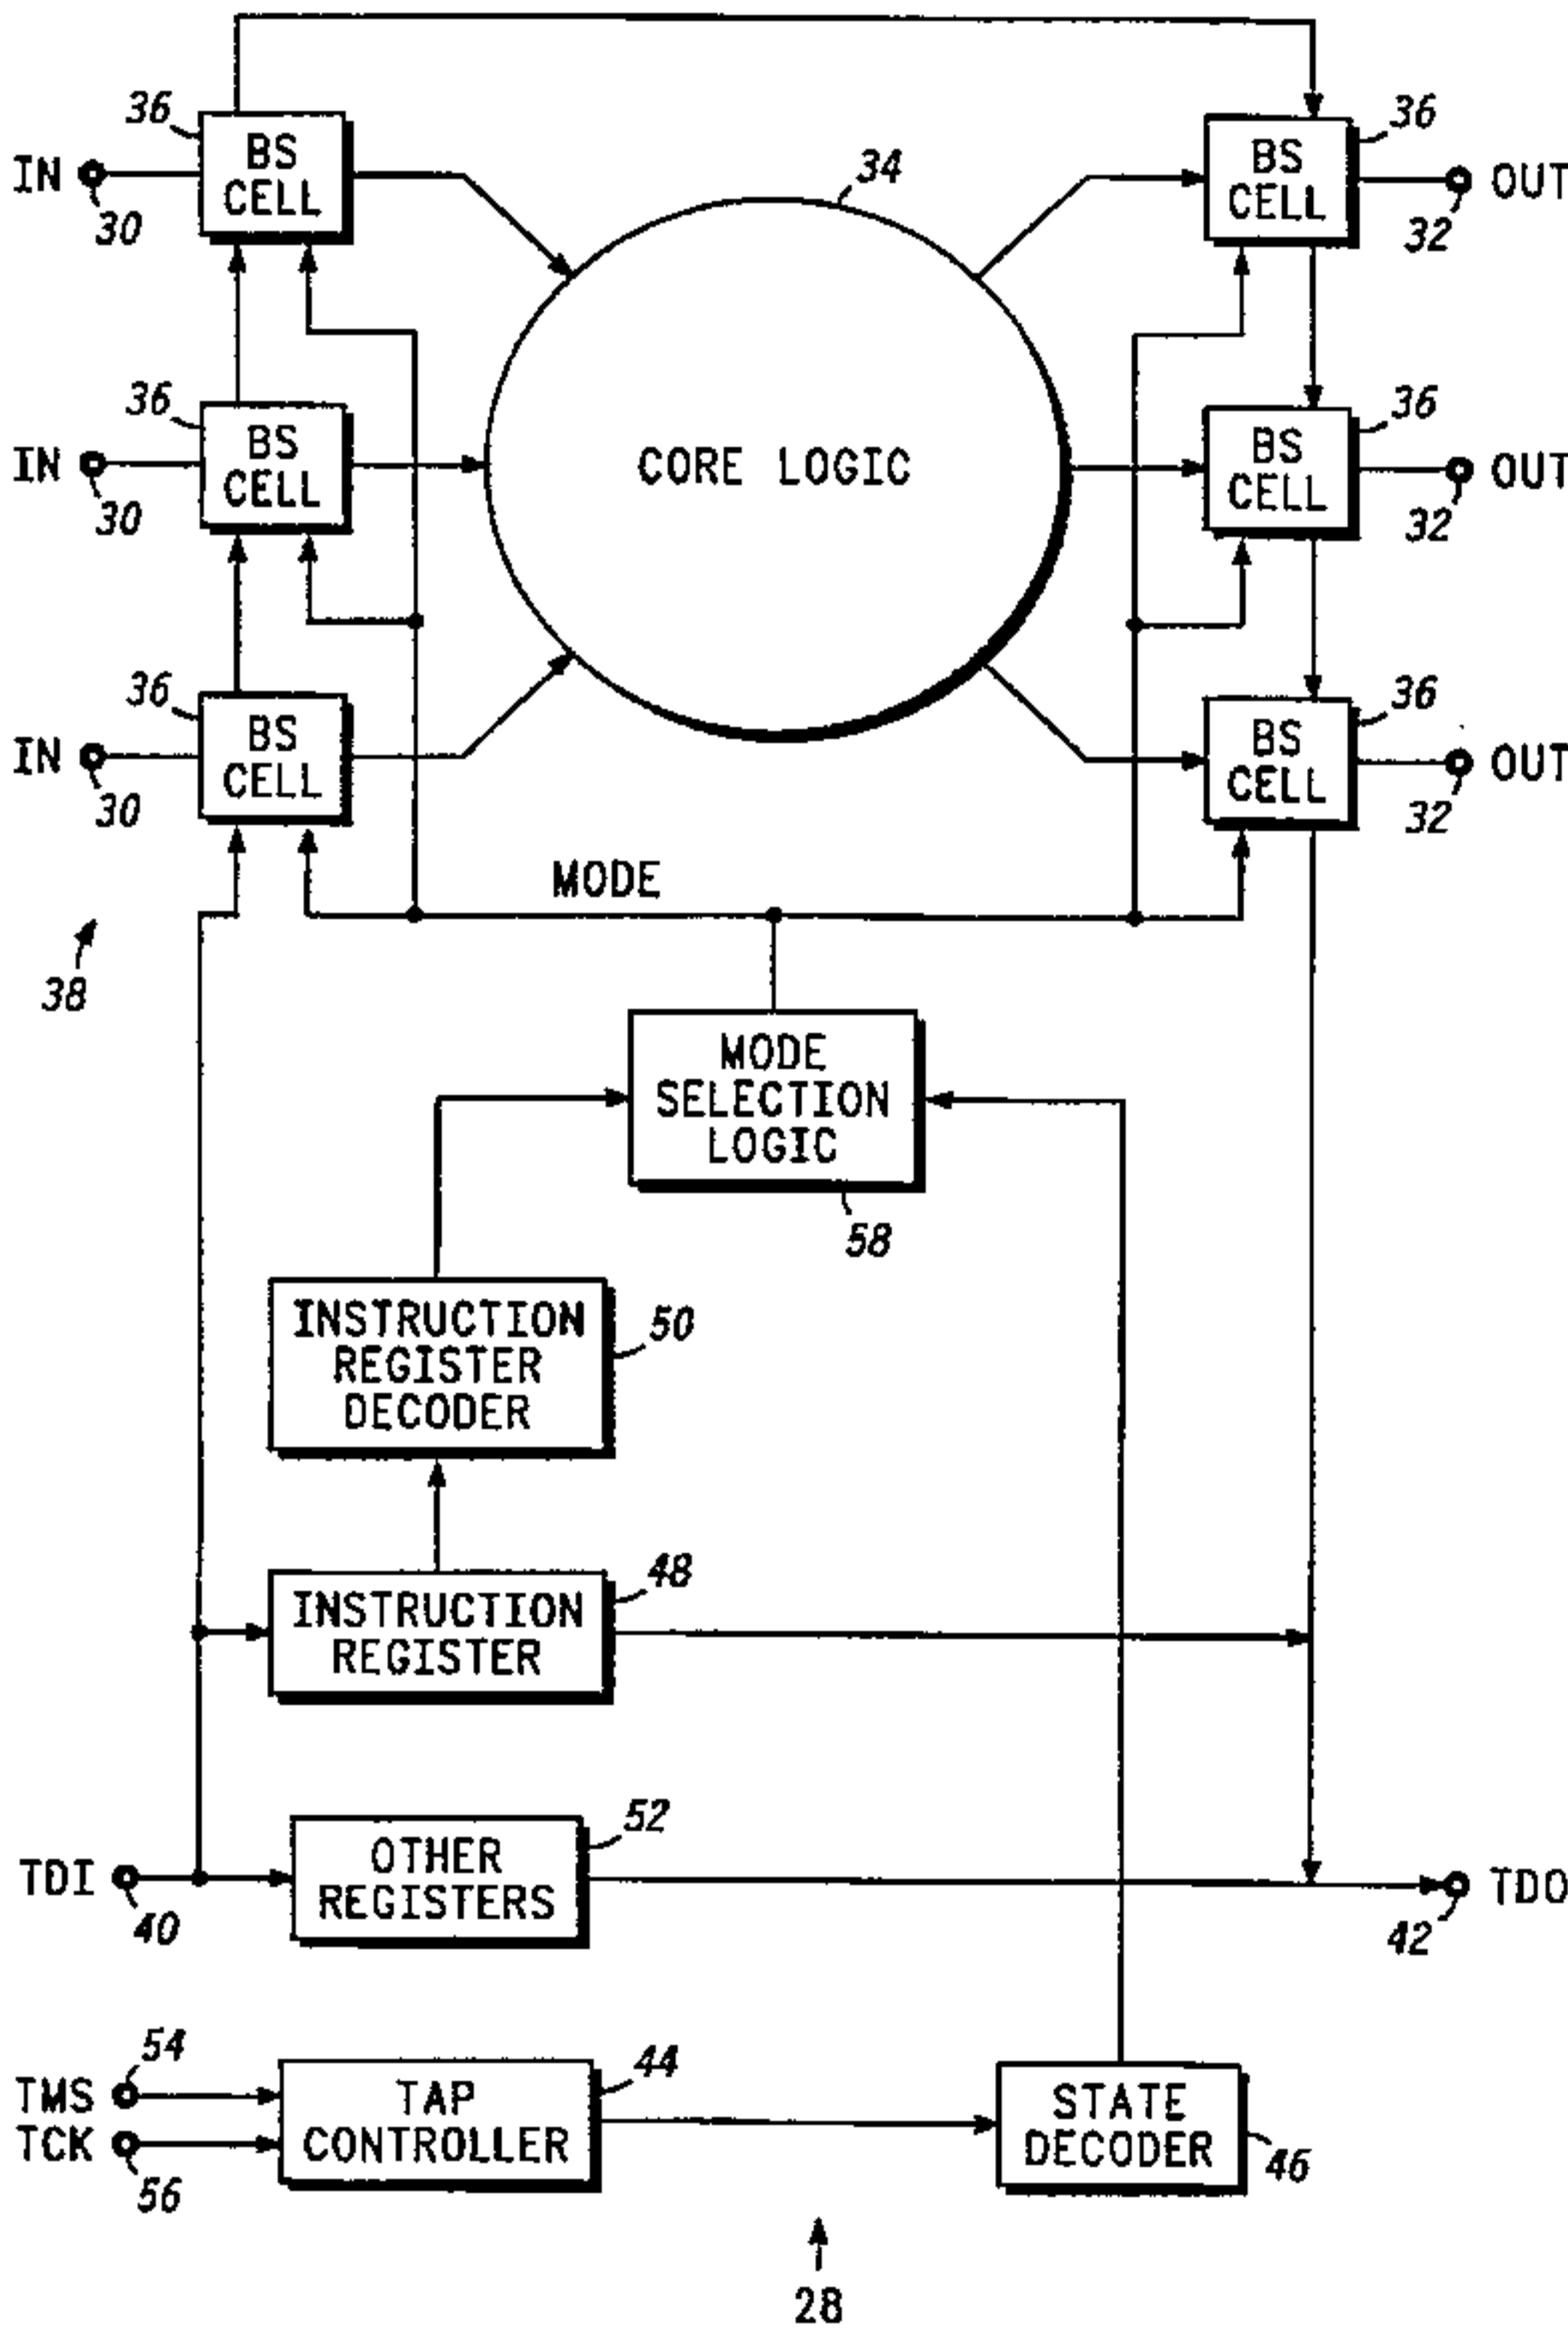 36
BS
CELL
IN
30
34
36
BS
CELL
OUT
32
36
BS
CELL
IN
30
CORE LOGIC
36
BS
CELL
OUT
32
36
BS
CELL
IN
30
36
BS
CELL
OUT
32
MODE
38
MODE
SELECTION
LOGIC
58
INSTRUCTION
REGISTER
DECODER
50
INSTRUCTION
REGISTER
48
OTHER
REGISTERS
52
TDI
40
TDO
42
54
TMS
TCK
56
TAP
CONTROLLER
44
STATE
DECODER
46
28